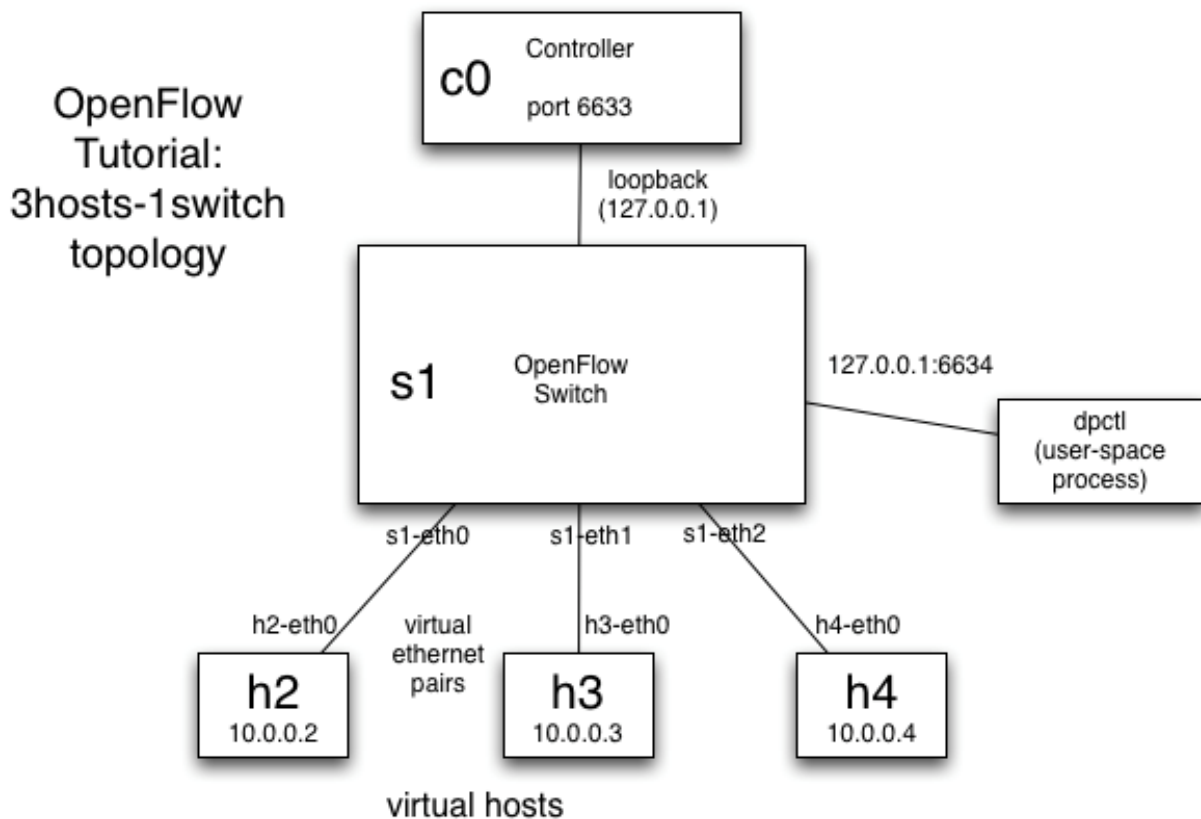 OpenFlow
Tutorial:
3hosts-1switch
topology
c0
Controller
port 6633
loopback
(127.0.0.1)
s1
OpenFlow
Switch
127.0.0.1:6634
dpctl
(user-space
process)
s1-eth0
s1-eth1
s1-eth2
h2-eth0
virtual
ethernet
pairs
h3-eth0
h4-eth0
h2
10.0.0.2
h3
10.0.0.3
h4
10.0.0.4
virtual hosts